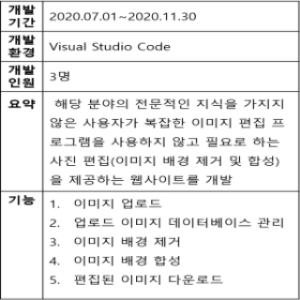 개발
기간
2020.07.01~2020.11.30
개발
환경
Visual Studio Code
개발
인원
3명
요약
해당 분야의 전문적인 지식을 가지지
않은 사용자가 복잡한 이미지 편집 프
로그램을 사용하지 않고 필요로 하는
사진 편집(이미지 배경 제거 및 합성)
을 제공하는 웹사이트를 개발
기능
1. 이미지 업로드
2. 업로드 이미지 데이터베이스 관리
3. 이미지 배경 제거
4. 이미지 배경 합성
5. 편집된 이미지 다운로드